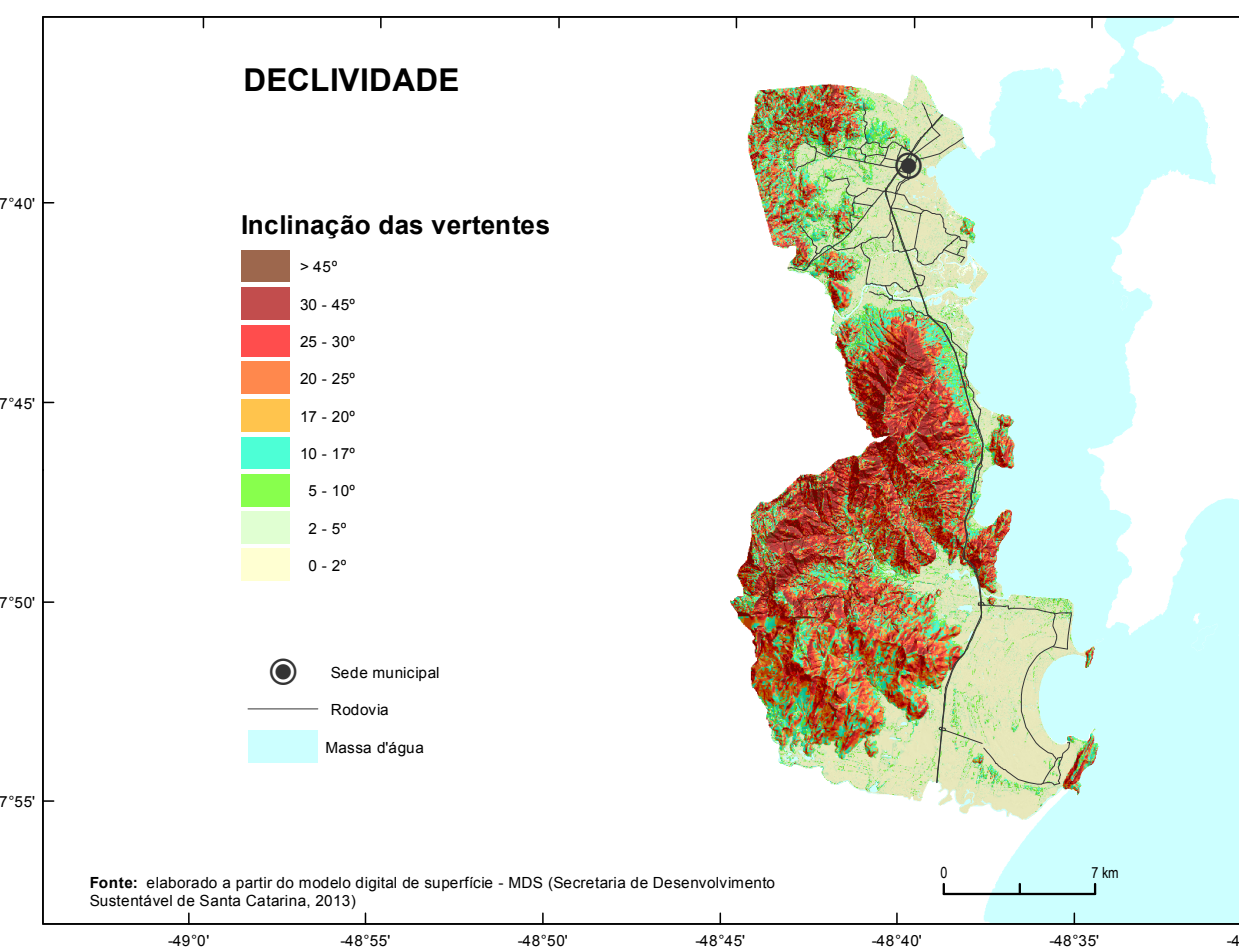 DECLIVIDADE
Inclinação das vertentes
> 45º
30 - 45º
25 - 30º
20 - 25º
17 - 20º
10 - 17º
5 - 10º
2 - 5º
0 - 2º
Sede municipal
Rodovia
Massa d'água
7°40'
7°45'
7°50'
7°55'
0 7 km
Fonte: elaborado a partir do modelo digital de superfície - MDS (Secretaria de Desenvolvimento
Sustentável de Santa Catarina, 2013)
-49°0' -48°55' -48°50' -48°45' -48°40' -48°35'